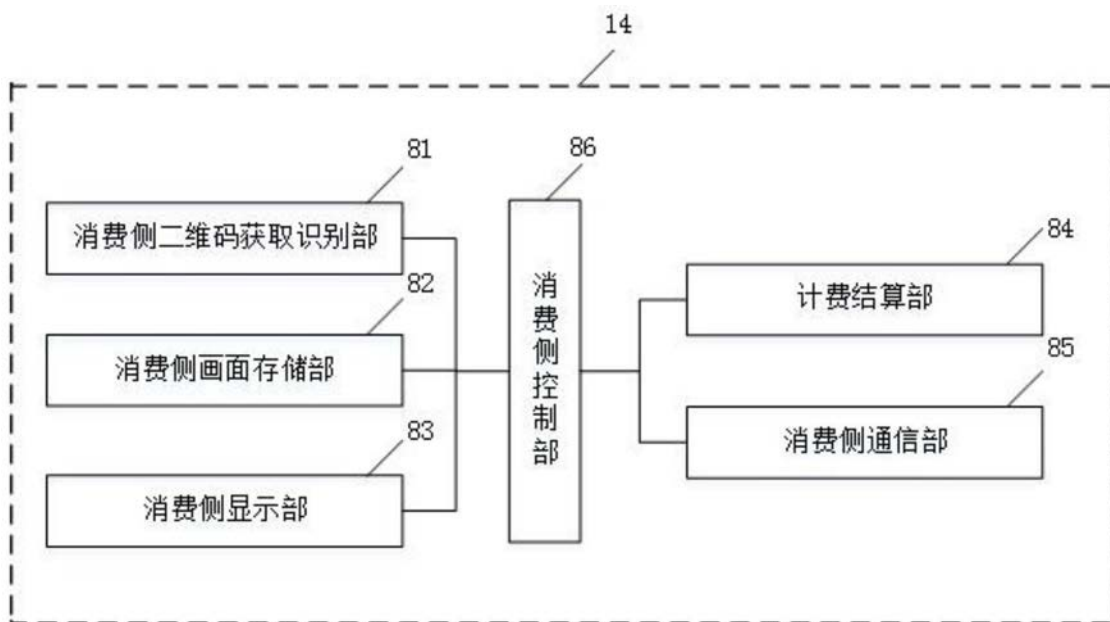 14
81
消费侧二维码获取识别部
82
消费侧画面存储部
83
消费侧显示部
86
消费侧控制部
84
计费结算部
85
消费侧通信部